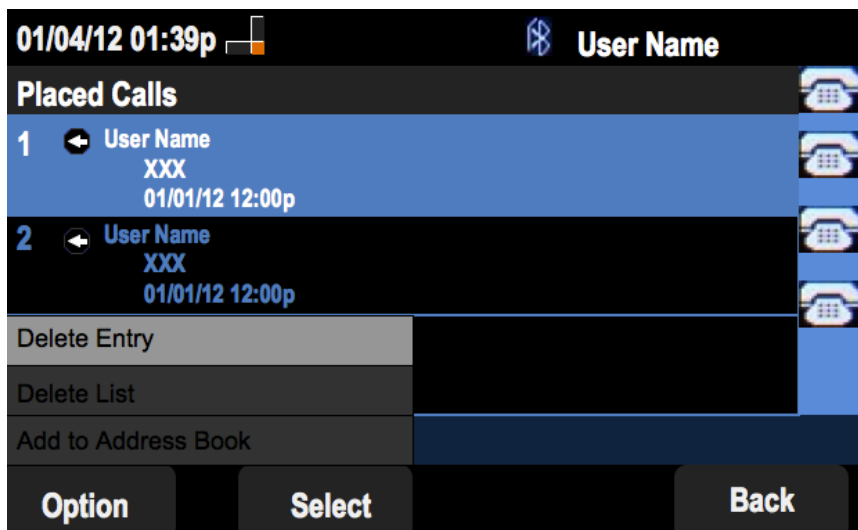 01/04/12 01:39p
User Name
Placed Calls
1 User Name
XXX
01/01/12 12:00p
2 User Name
XXX
01/01/12 12:00p
Delete Entry
Delete List
Add to Address Book
Option Select Back